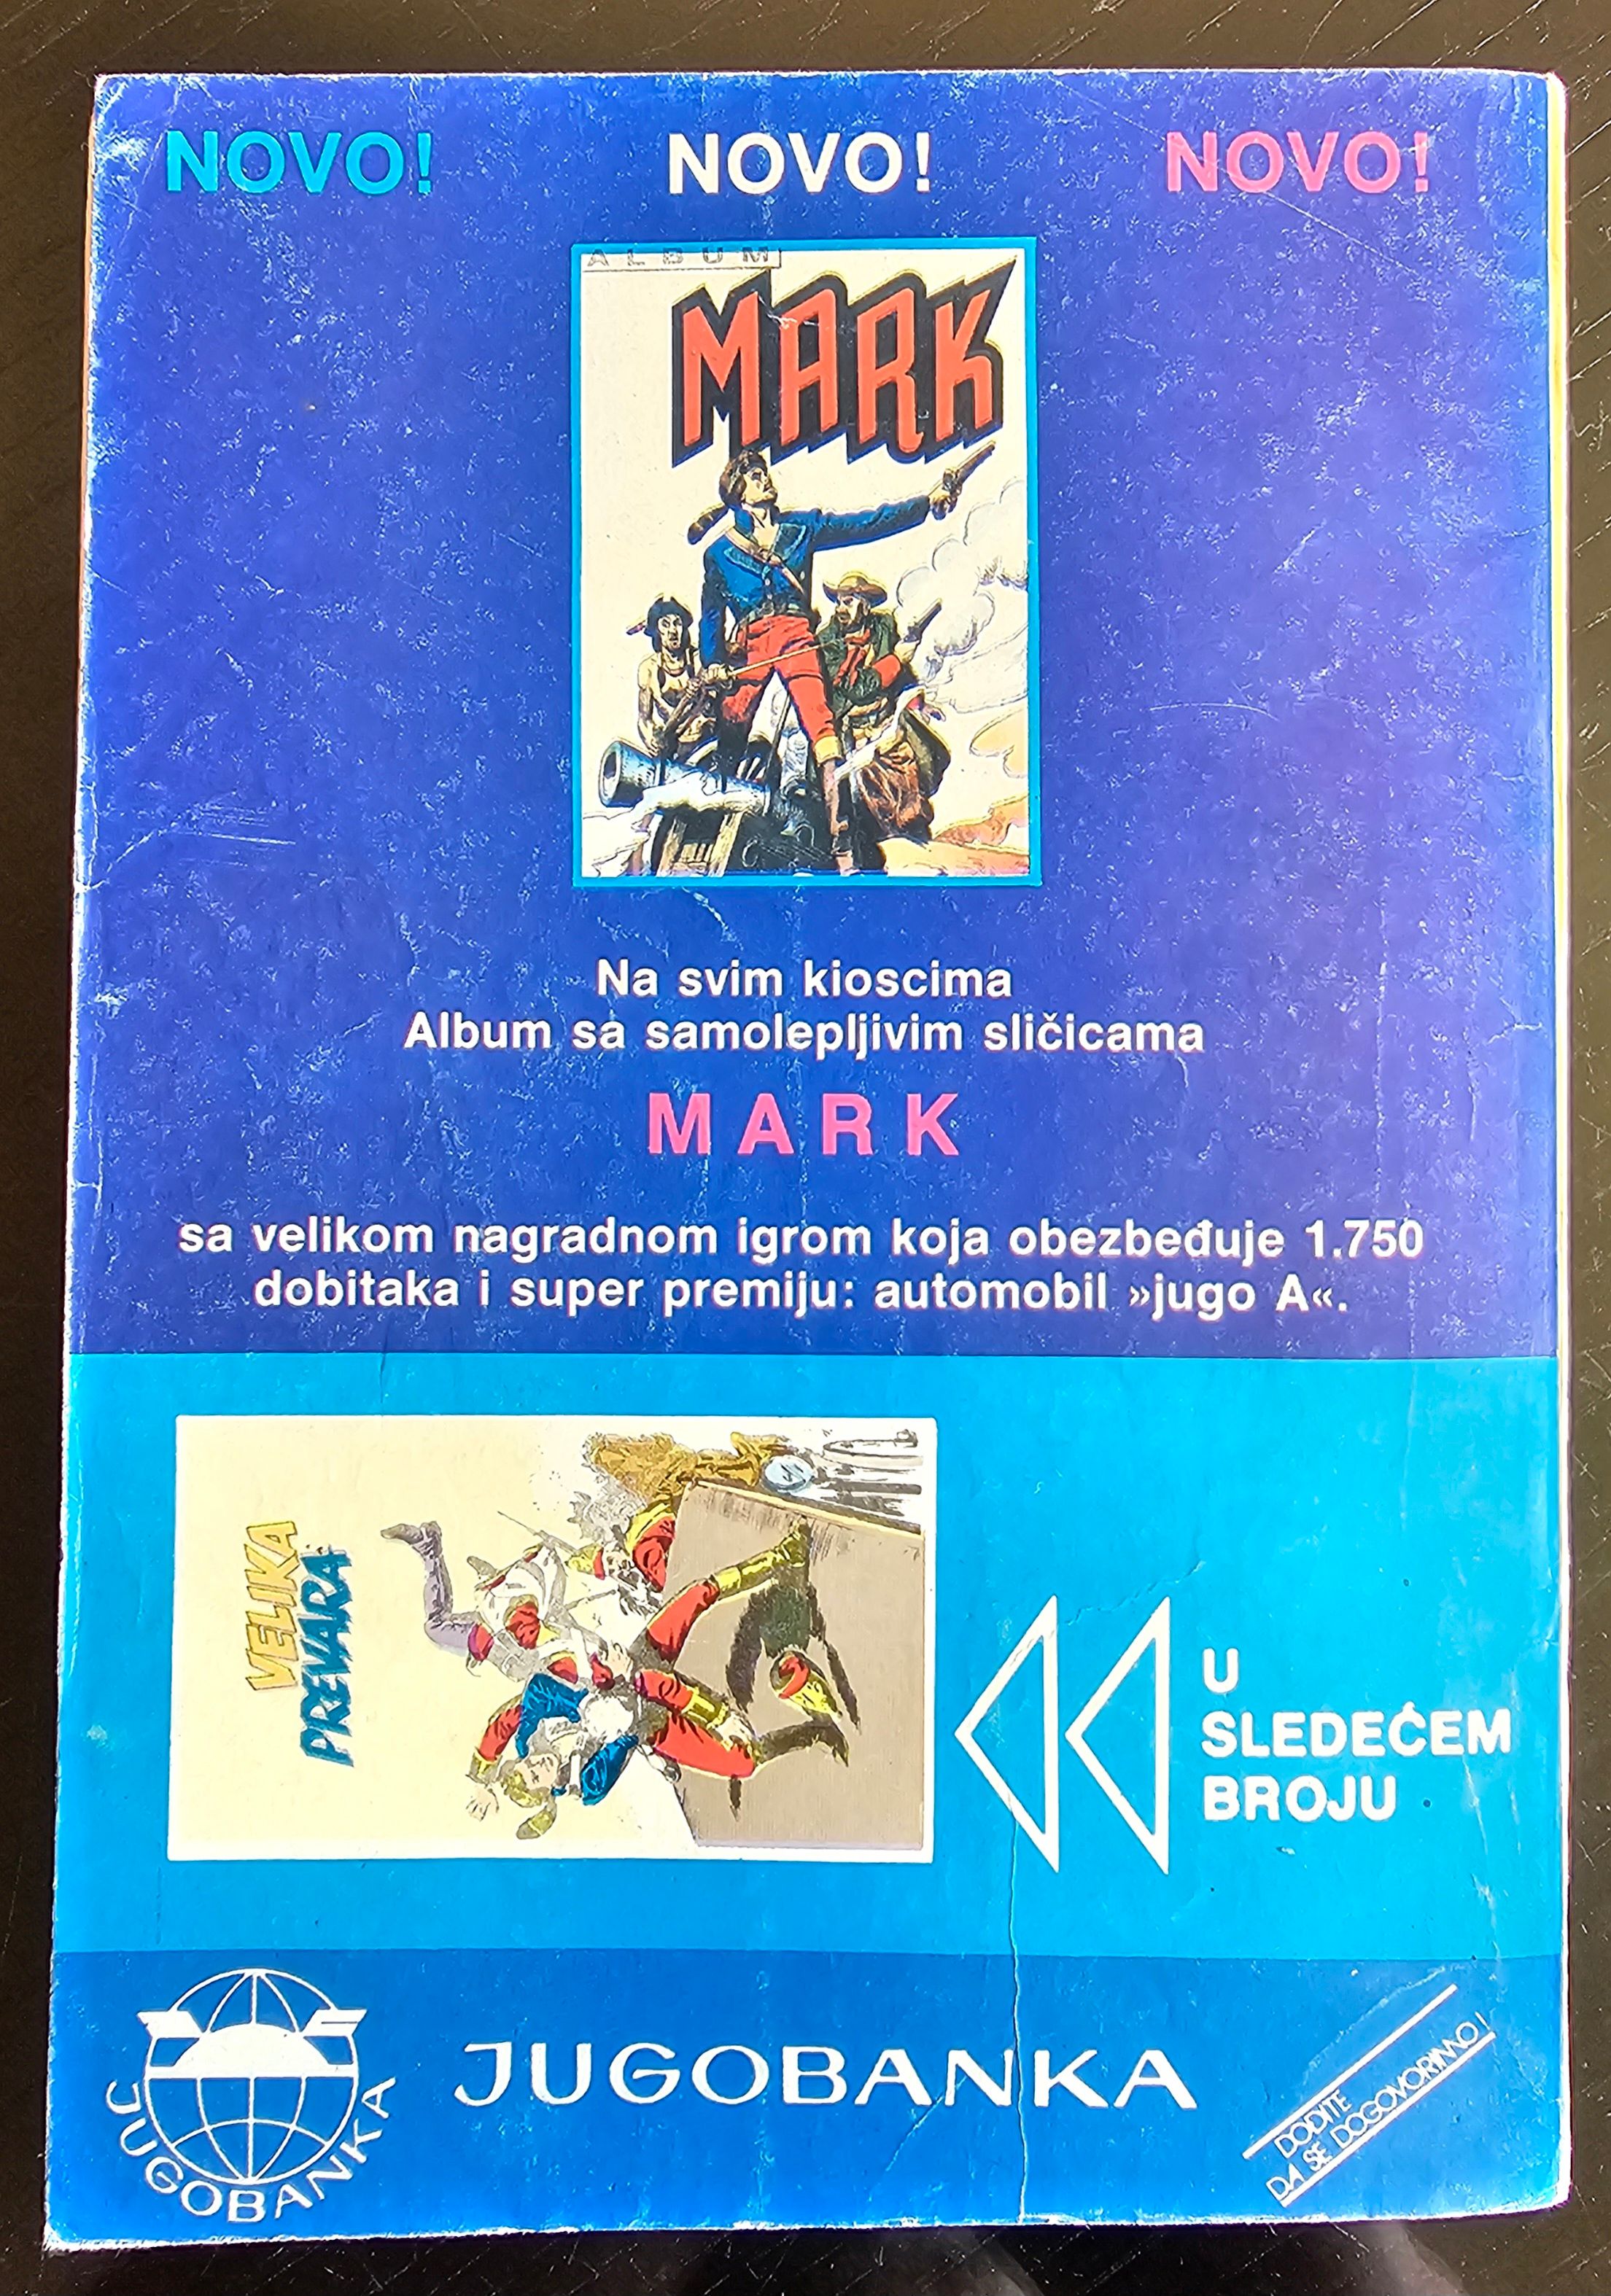 NOVO! NOVO! NOVO!
ALBUM
MARK
Na svim kioscima
Album sa samolepljivim sličicama
MARK
sa velikom nagradnom igrom koja obezbeđuje 1.750
dobitaka i super premiju: automobil »jugo A«.
VELIKA
PREVARA
U
SLEDEĆEM
BROJU
JUGOBANKA
JUGOBANKA
DODITE
DA SE DOGOVORIMO!